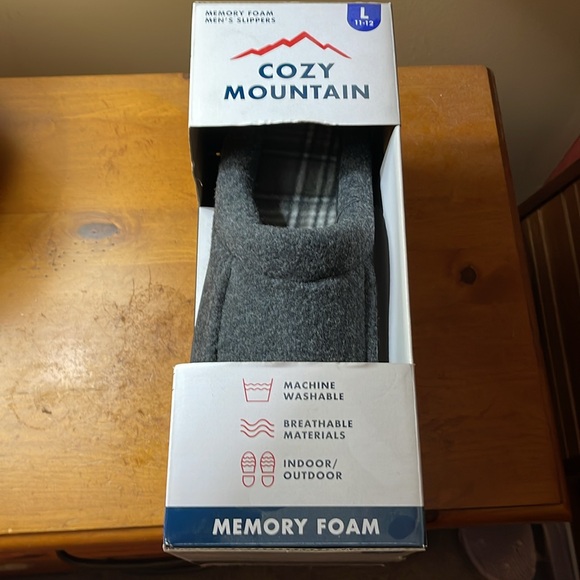 MEMORY FOAM
MEN'S SLIPPERS
L
11-12
COZY
MOUNTAIN
MACHINE
WASHABLE
BREATHABLE
MATERIALS
INDOOR/
OUTDOOR
MEMORY FOAM